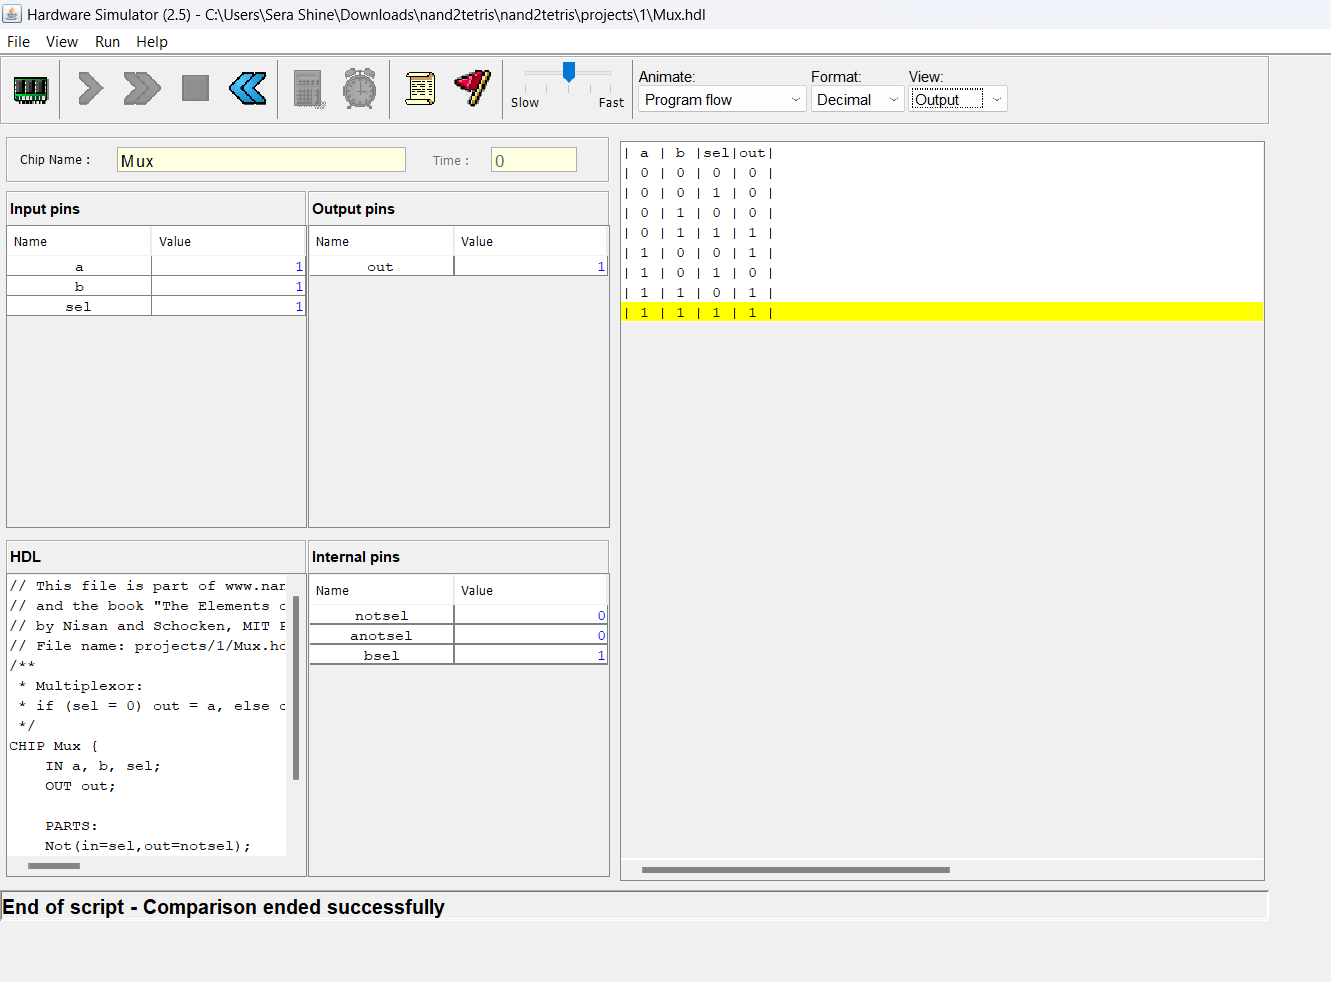 Hardware Simulator (2.5) - C:\Users\Sera Shine\Downloads\nand2tetris\nand2tetris\projects\1\Mux.hdl
File View Run Help
Slow Fast
Animate: Format: View:
Program flow Decimal Output
Chip Name : Mux Time : 0
Input pins
Name Value
a 1
b 1
sel 1
Output pins
Name Value
out 1
| a | b |sel|out|
| 0 | 0 | 0 | 0 |
| 0 | 0 | 1 | 0 |
| 0 | 1 | 0 | 0 |
| 0 | 1 | 1 | 1 |
| 1 | 0 | 0 | 1 |
| 1 | 0 | 1 | 0 |
| 1 | 1 | 0 | 1 |
| 1 | 1 | 1 | 1 |
HDL
// This file is part of www.nan
// and the book "The Elements
// by Nisan and Schocken, MIT
// File name: projects/1/Mux.hd
/**
* Multiplexor:
* if (sel = 0) out = a, else
*/
CHIP Mux {
IN a, b, sel;
OUT out;
PARTS:
Not(in=sel,out=notsel);
Internal pins
Name Value
notsel 0
anotsel 0
bsel 1
End of script - Comparison ended successfully